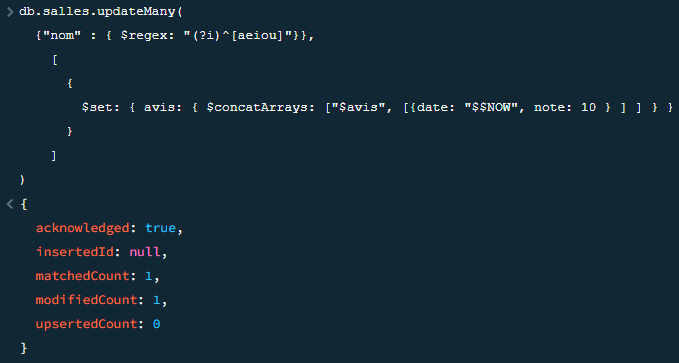 > db.salles.updateMany(
{"nom" : { $regex: "(?i)^[aeiou]"}},
[
{
$set: { avis: { $concatArrays: ["$avis", [{date: "$$NOW", note: 10 } ] ] } }
}
]
)
< {
acknowledged: true,
insertedId: null,
matchedCount: 1,
modifiedCount: 1,
upsertedCount: 0
}